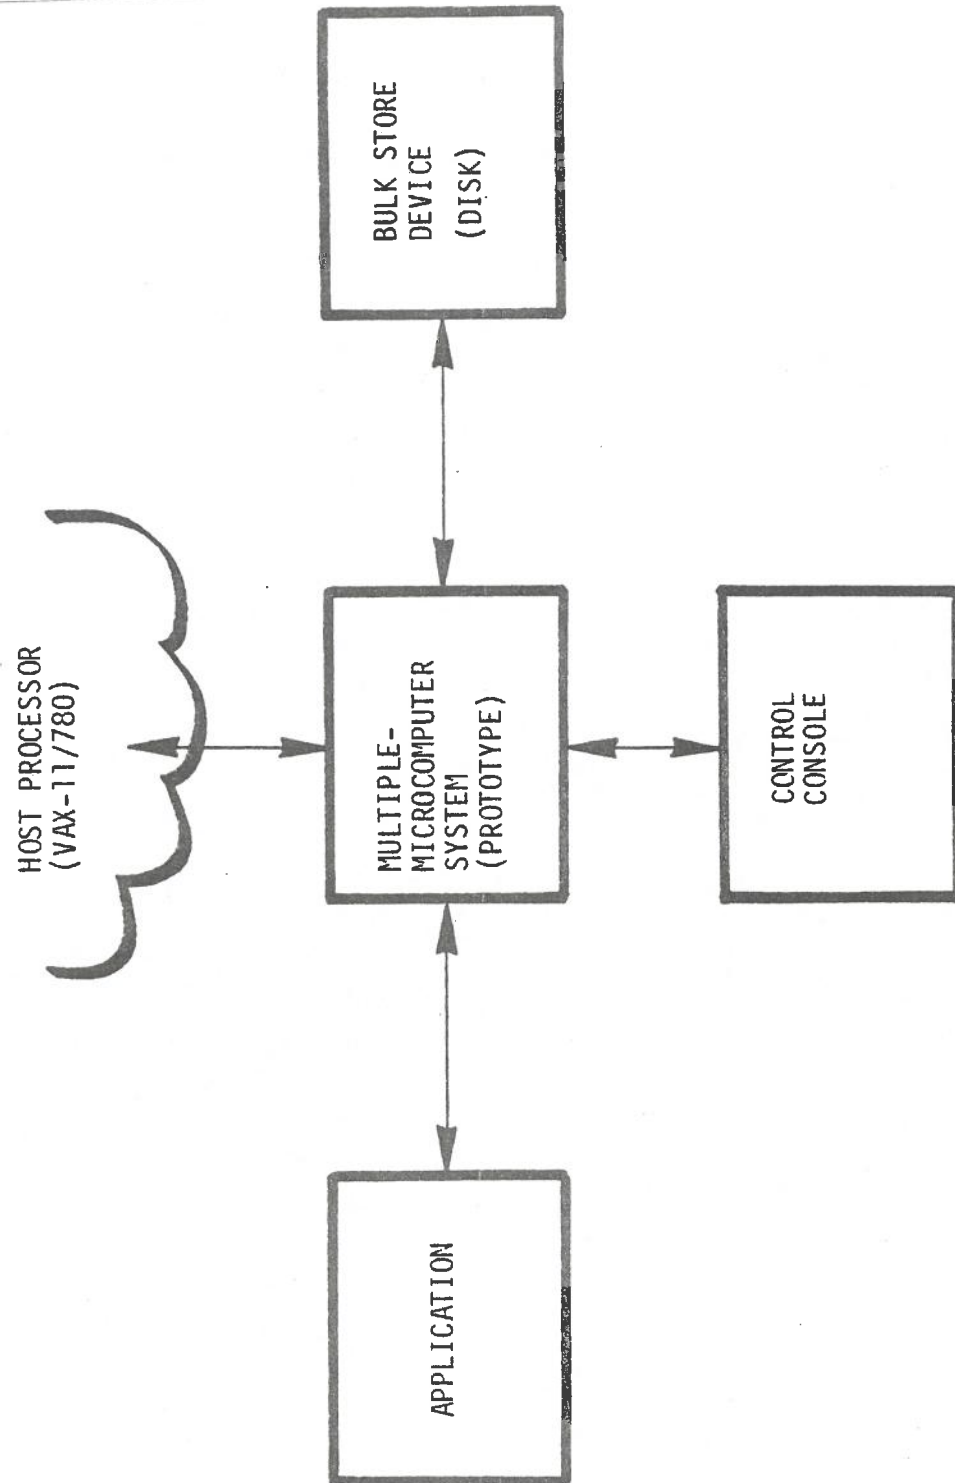 HOST PROCESSOR
(VAX-11/780)
APPLICATION
MULTIPLE-
MICROCOMPUTER
SYSTEM
(PROTOTYPE)
BULK STORE
DEVICE
(DISK)
CONTROL
CONSOLE